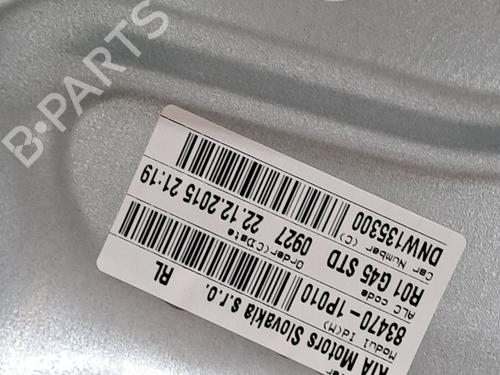 KIA Motors Slovakia s.r.o.
RL
Modul Id(M)
83470-1P010
ALC code
Order(C)Date
R01 G45 STD
0927 22.12.2015 21:19
Car Number (C)
DNW135300
B-PARTS